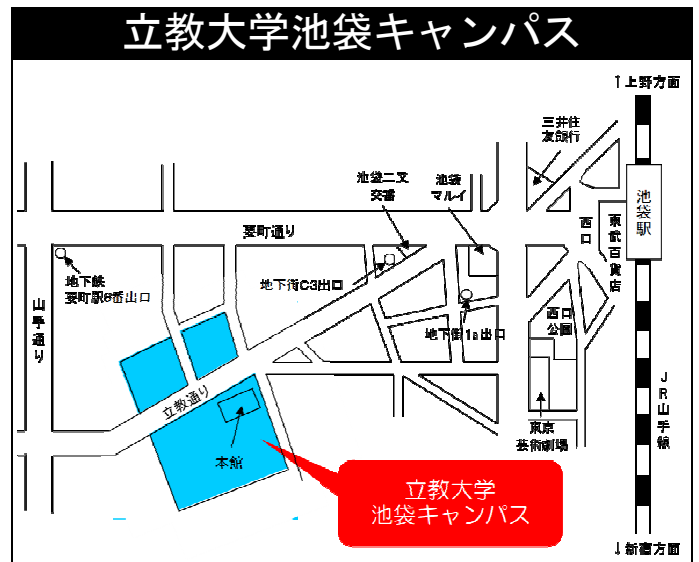 立教大学池袋キャンパス
↑上野方面
三井住
友銀行
池袋二又
交番
池袋
マルイ
池袋駅
西口
東武百貨店
要町通り
地下鉄
要町駅6番出口
地下街C3出口
山手通り
地下街1a出口
西口
公園
立教通り
JR山手線
東京
芸術劇場
本館
立教大学
池袋キャンパス
↓新宿方面